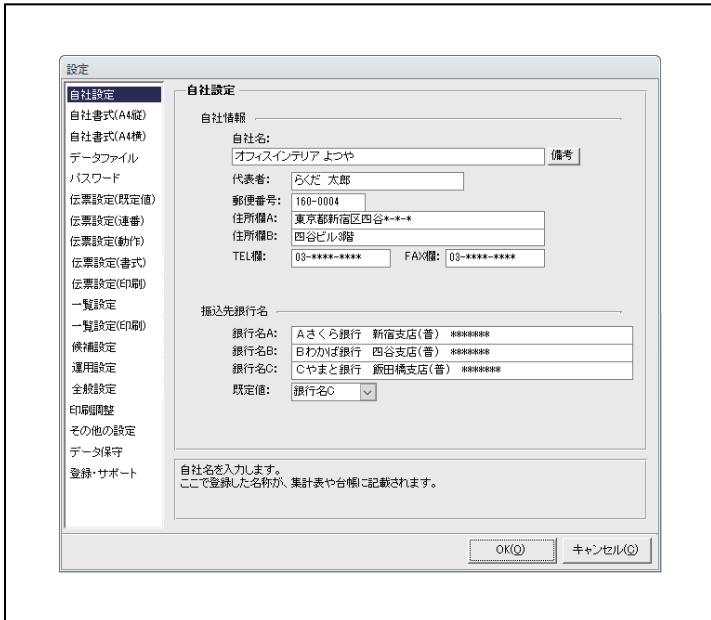 設定
自社設定
自社書式(A4縦)
自社書式(A4横)
データファイル
パスワード
伝票設定(既定値)
伝票設定(連番)
伝票設定(動作)
伝票設定(書式)
伝票設定(印刷)
一覧設定
一覧設定(印刷)
候補設定
運用設定
全般設定
印刷調整
その他の設定
データ保守
登録・サポート
自社設定
自社情報
自社名:
オフィスインテリア よつや 備考
代表者: らくだ 太郎
郵便番号: 160-0004
住所欄A: 東京都新宿区四谷*-*-*
住所欄B: 四谷ビル3階
TEL欄: 03-****-**** FAX欄: 03-****-****
振込先銀行名
銀行名A: Aさくら銀行 新宿支店(普) *******
銀行名B: Bわかば銀行 四谷支店(普) *******
銀行名C: Cやまと銀行 飯田橋支店(普) *******
既定値: 銀行名C
自社名を入力します。
ここで登録した名称が、集計表や台帳に記載されます。
OK(O) キャンセル(C)